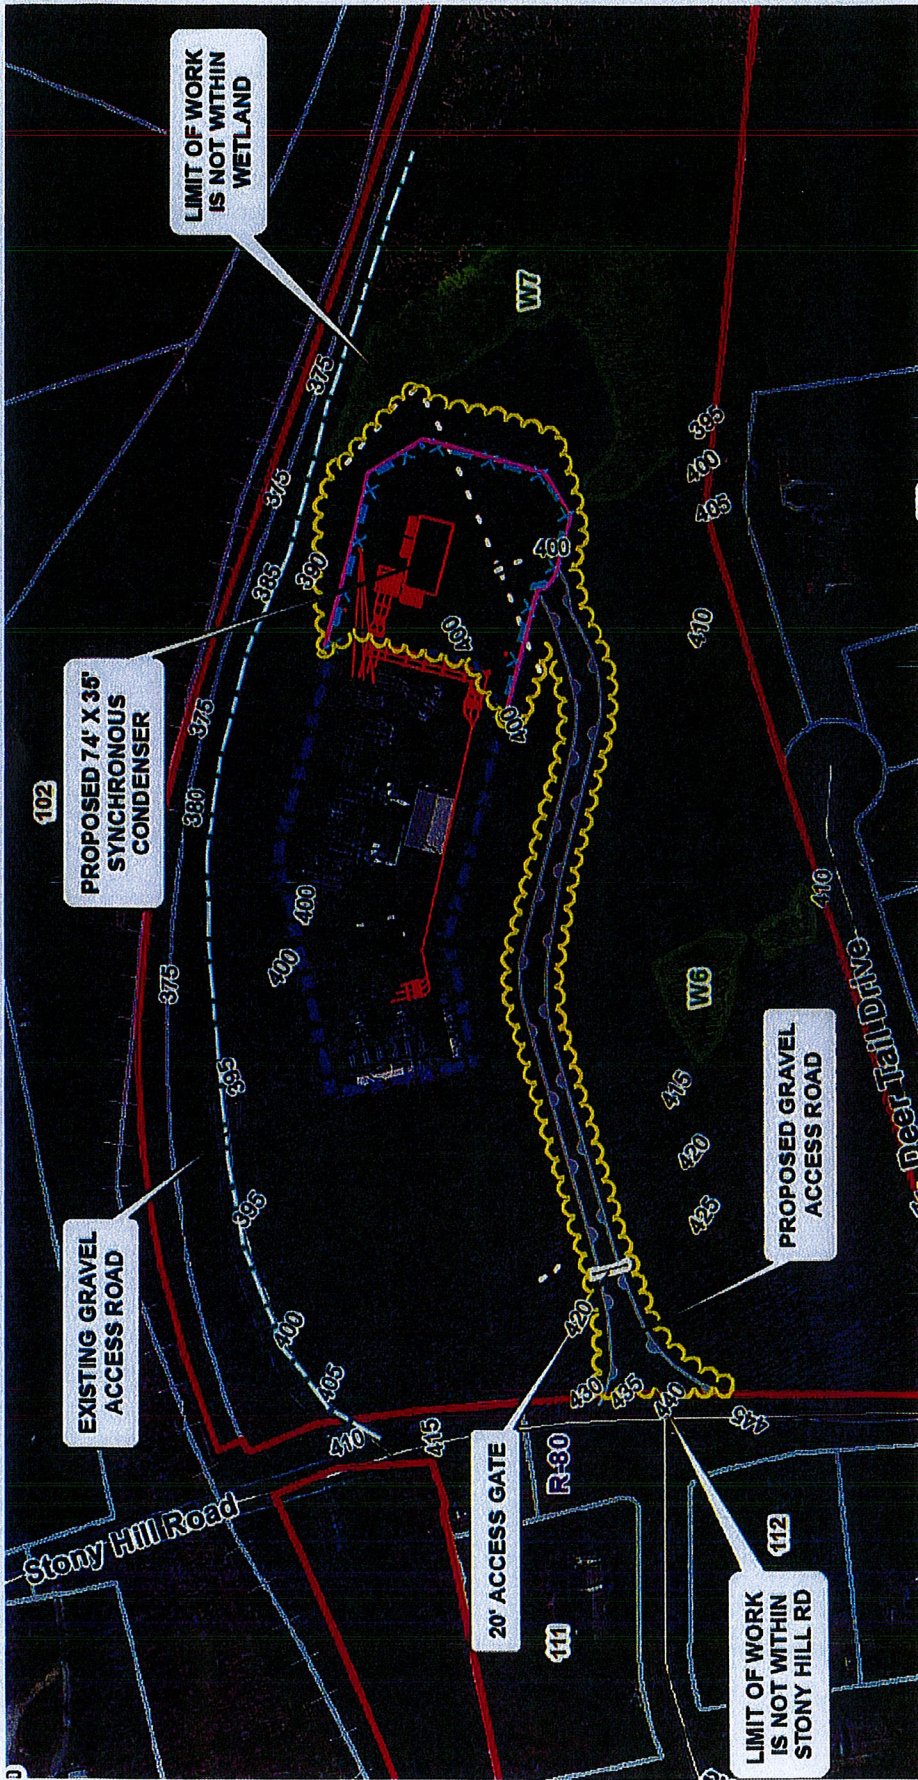 Stony Hill Road
EXISTING GRAVEL
ACCESS ROAD
102
PROPOSED 74' X 35'
SYNCHRONOUS
CONDENSER
LIMIT OF WORK
IS NOT WITHIN
WETLAND
375
380
375
385
375
375
395
395
400
405
410
415
400
400
390
400
400
400
W7
20' ACCESS GATE
R-80
111
420
430
435
440
445
W6
415
420
425
410
395
400
405
410
LIMIT OF WORK
IS NOT WITHIN
STONY HILL RD
112
PROPOSED GRAVEL
ACCESS ROAD
Deer Tail Drive